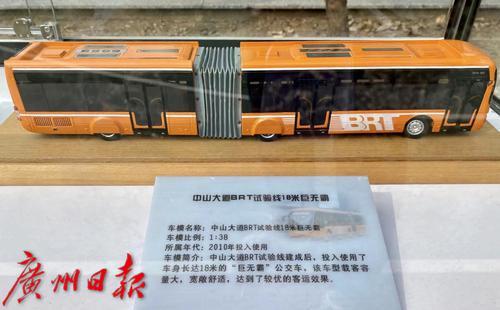 BRT
中山大道BRT试验线18米巨无霸
车模名称：中山大道BRT试验线18米巨无霸
车模比例：1:38
所属年代：2010年投入使用
车模简介：中山大道BRT试验线建成后，投入使用了
车身长达18米的“巨无霸”公交车，该车型载客容
量大，宽敞舒适，达到了较优的客运效果。
廣州日报